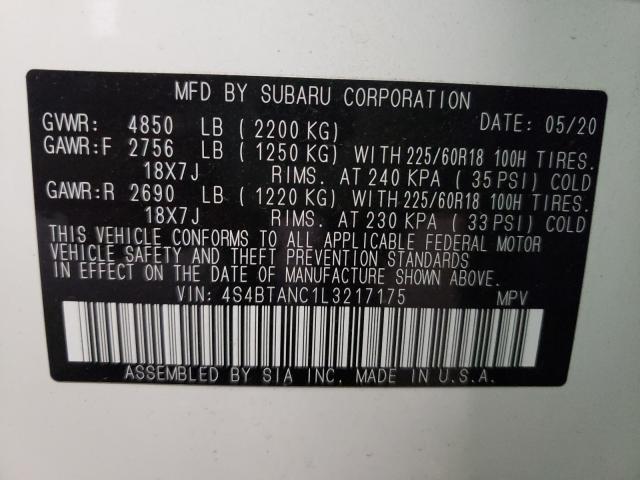 MFD BY SUBARU CORPORATION
GVWR: 4850 LB ( 2200 KG) DATE: 05/20
GAWR:F 2756 LB ( 1250 KG) WITH 225/60R18 100H TIRES.
18X7J RIMS. AT 240 KPA ( 35 PSI) COLD
GAWR:R 2690 LB ( 1220 KG) WITH 225/60R18 100H TIRES.
18X7J RIMS. AT 230 KPA ( 33 PSI) COLD
THIS VEHICLE CONFORMS TO ALL APPLICABLE FEDERAL MOTOR
VEHICLE SAFETY AND THEFT PREVENTION STANDARDS
IN EFFECT ON THE DATE OF MANUFACTURE SHOWN ABOVE.
VIN: 4S4BTANC1L3217175 MPV
ASSEMBLED BY SIA INC. MADE IN U.S.A.